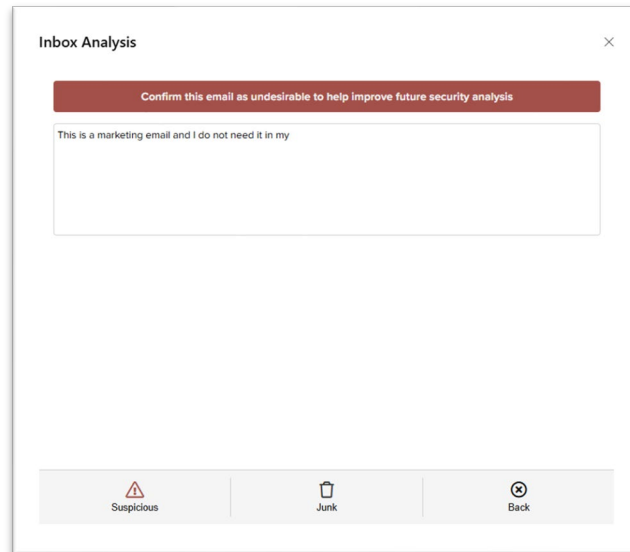 Inbox Analysis
Confirm this email as undesirable to help improve future security analysis
This is a marketing email and I do not need it in my
Suspicious
Junk
Back